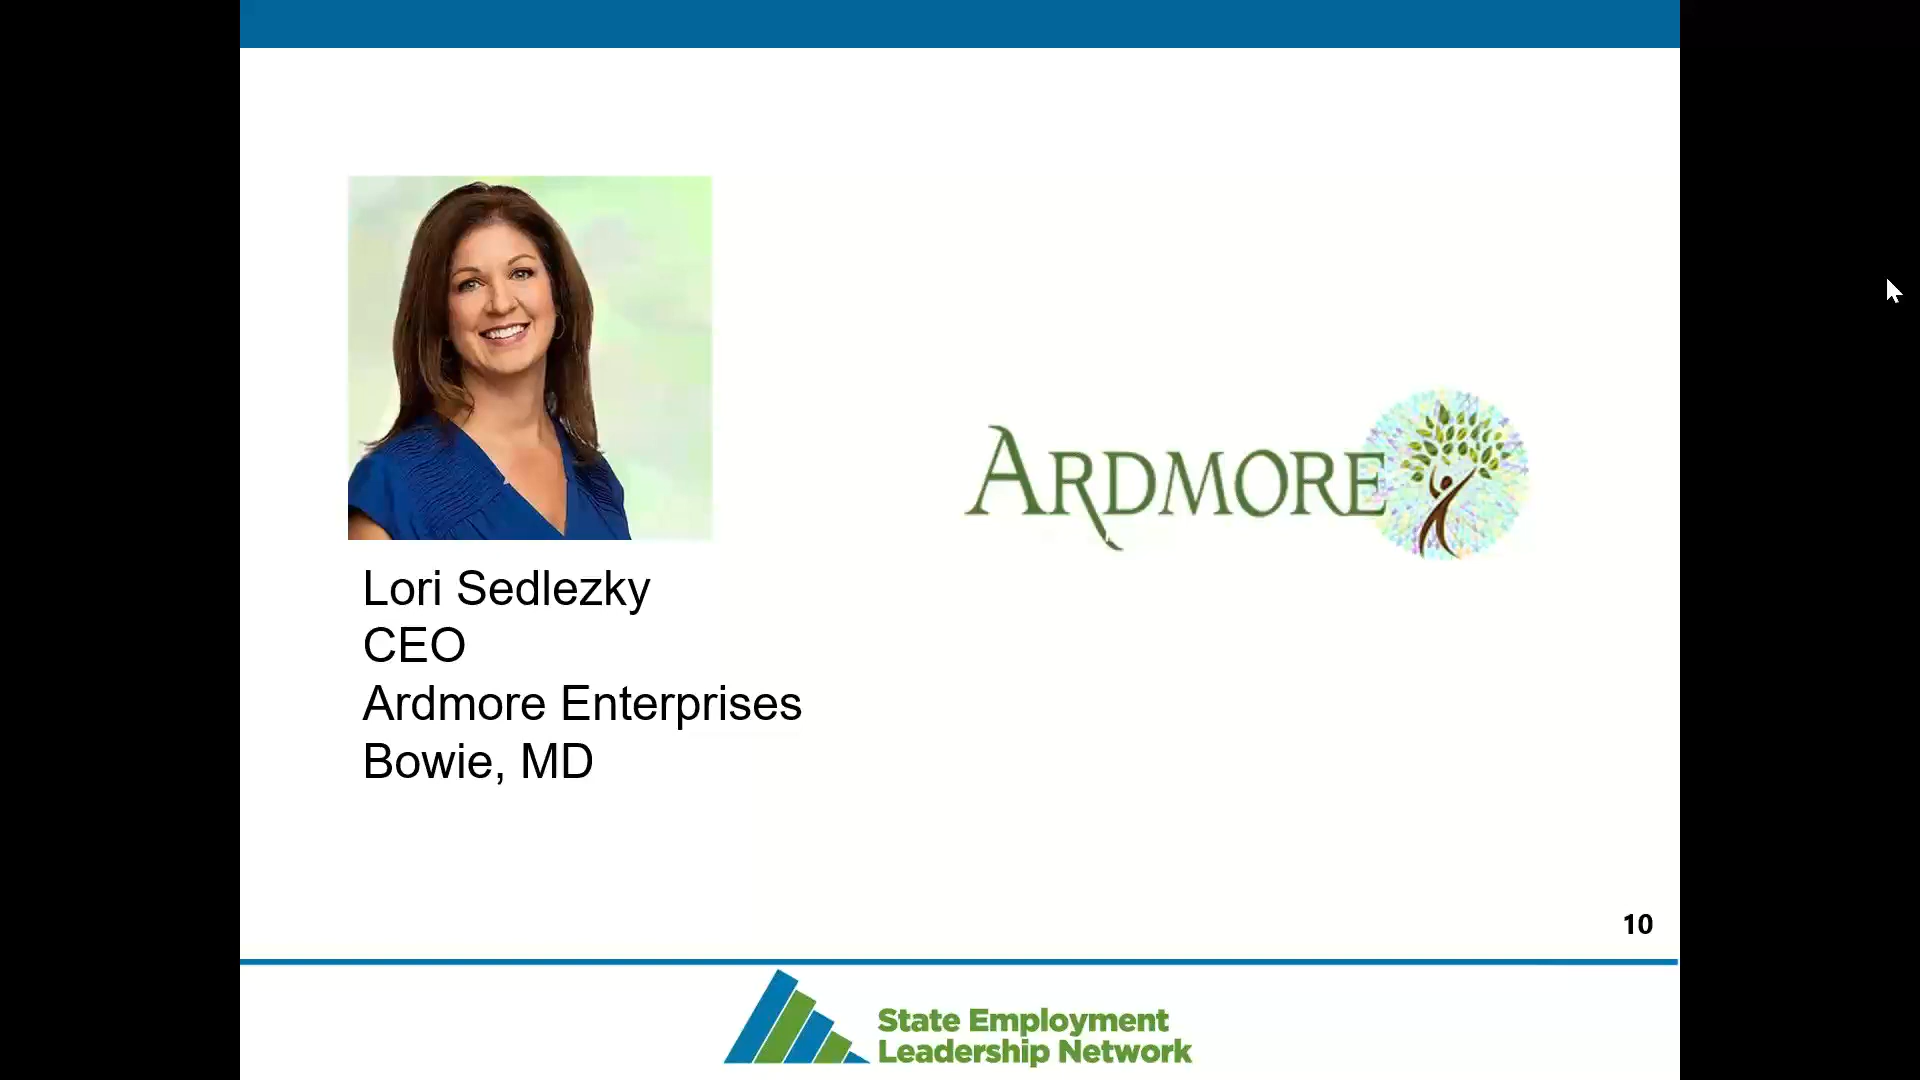 ARDMORE
Lori Sedlezky
CEO
Ardmore Enterprises
Bowie, MD
10
State Employment
Leadership Network